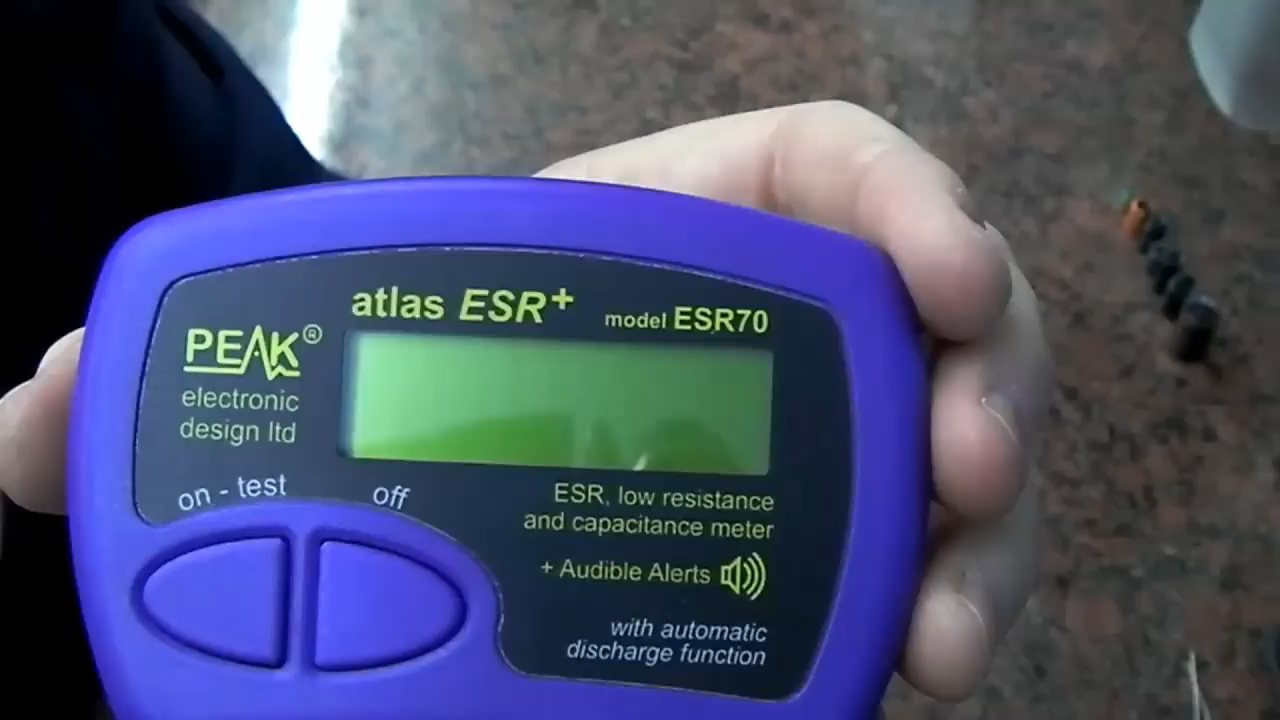 atlas ESR+ model ESR70
PEAK®
electronic
design ltd
on - test off
ESR, low resistance
and capacitance meter
+ Audible Alerts
with automatic
discharge function